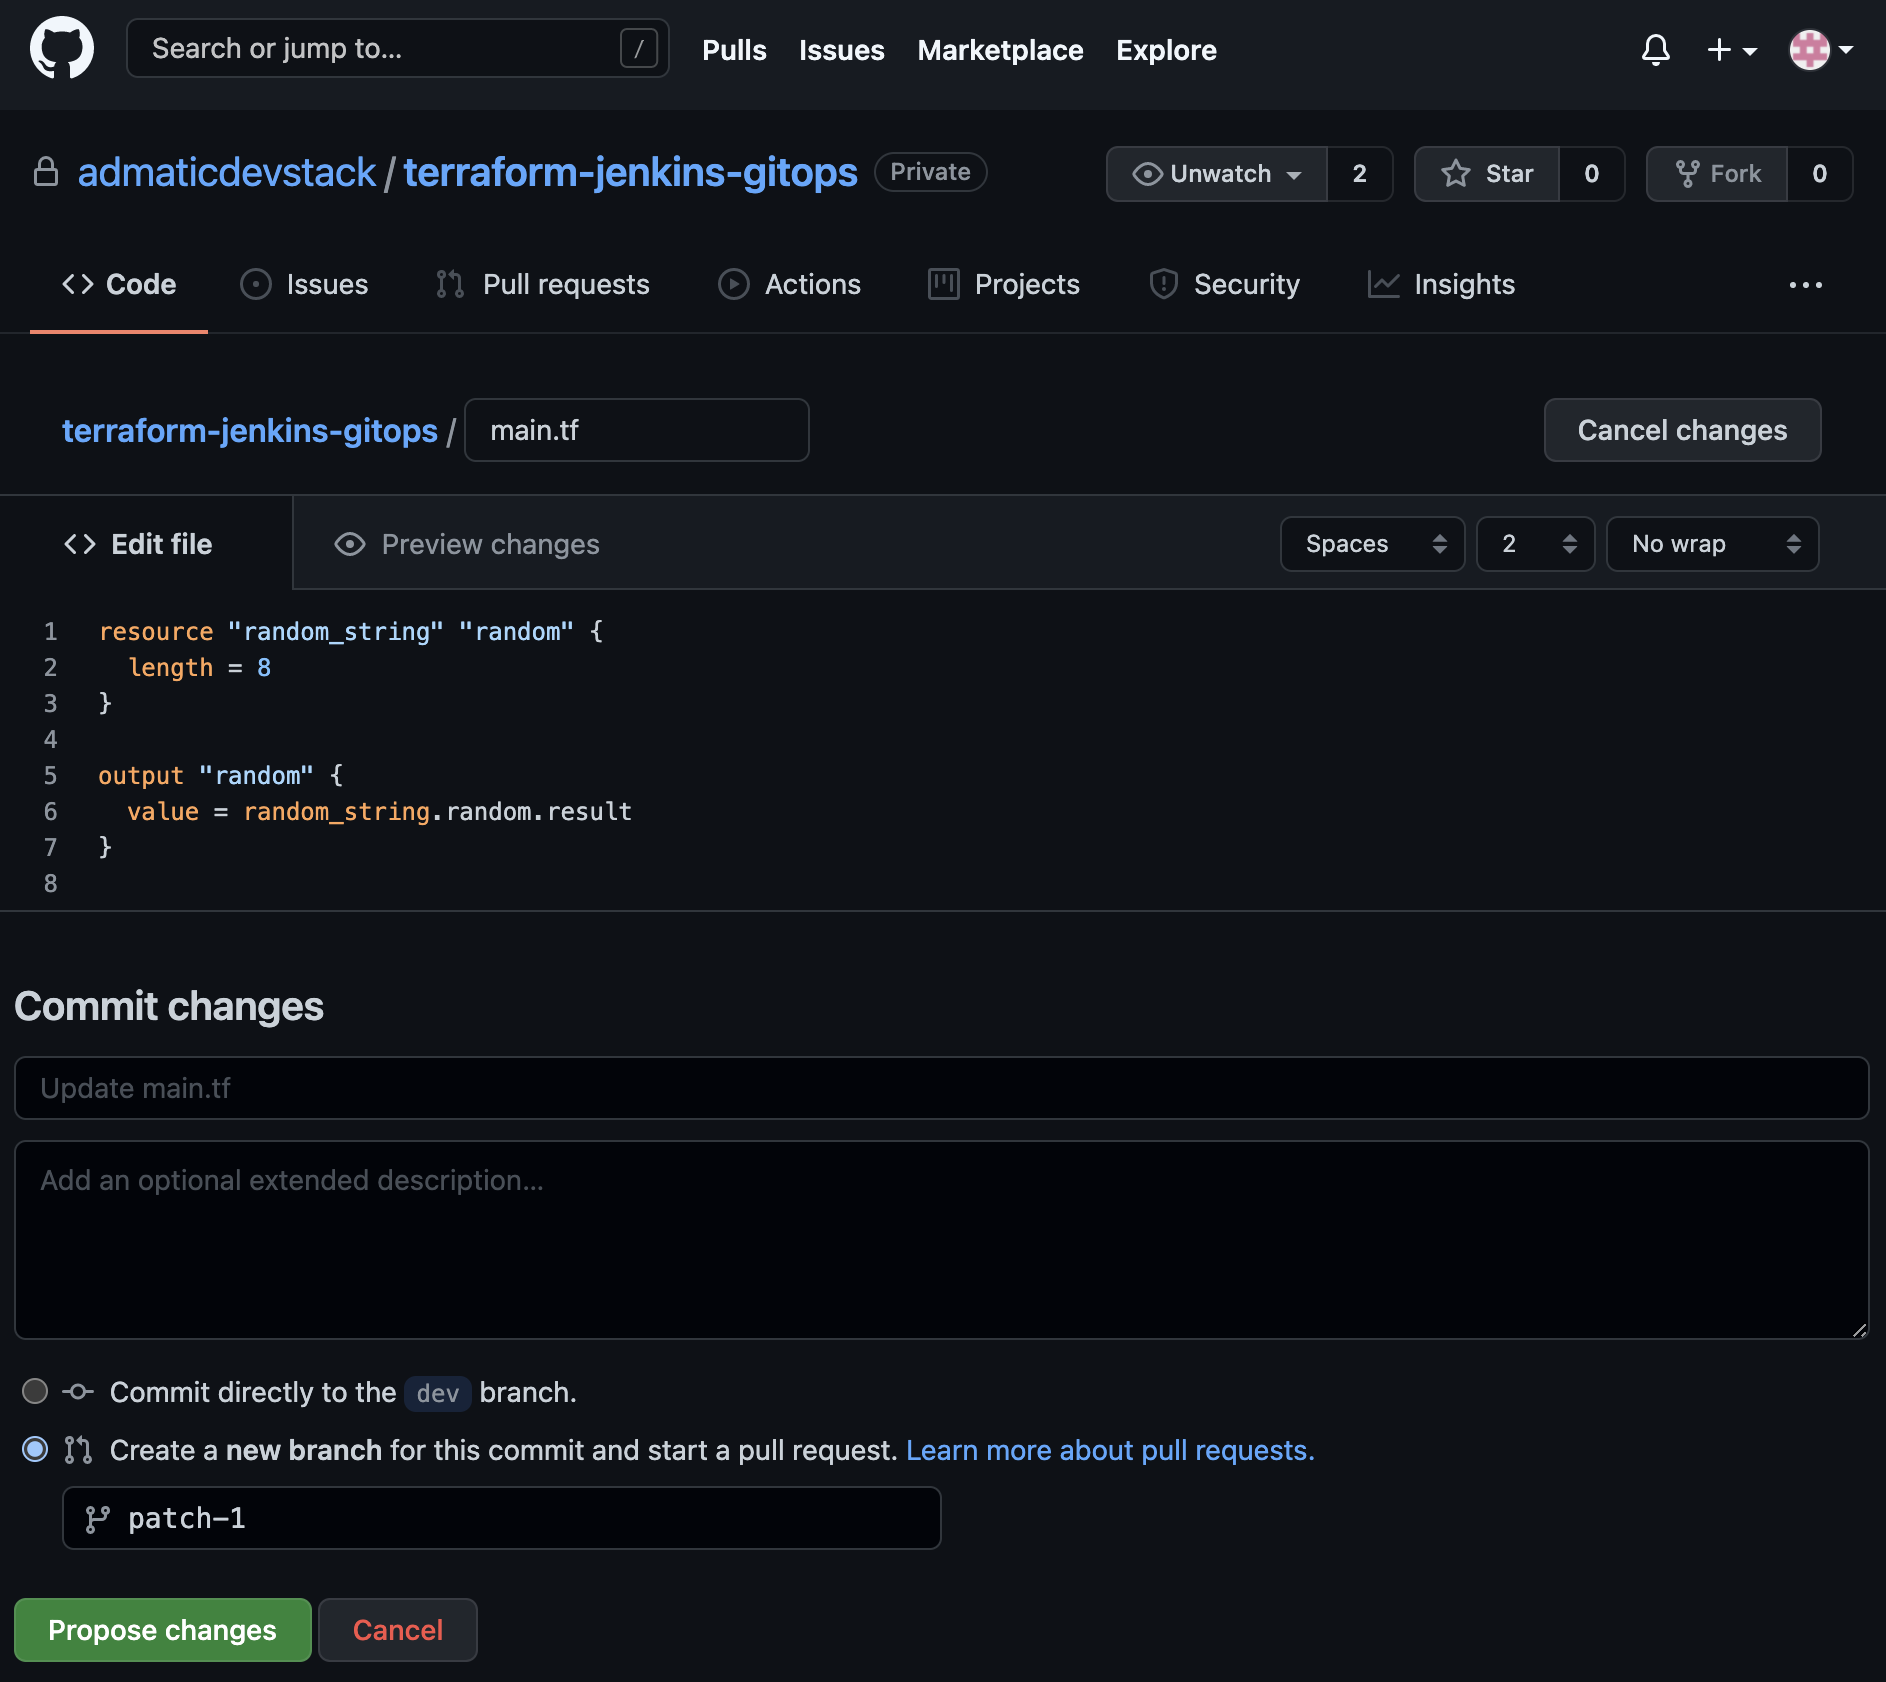 Search or jump to... / Pulls Issues Marketplace Explore
admaticdevstack / terraform-jenkins-gitops Private Unwatch 2 Star 0 Fork 0
Code Issues Pull requests Actions Projects Security Insights ...
terraform-jenkins-gitops / main.tf Cancel changes
Edit file Preview changes Spaces 2 No wrap
1 resource "random_string" "random" {
2   length = 8
3 }
4
5 output "random" {
6   value = random_string.random.result
7 }
8
Commit changes
Update main.tf
Add an optional extended description...
Commit directly to the dev branch.
Create a new branch for this commit and start a pull request. Learn more about pull requests.
patch-1
Propose changes Cancel